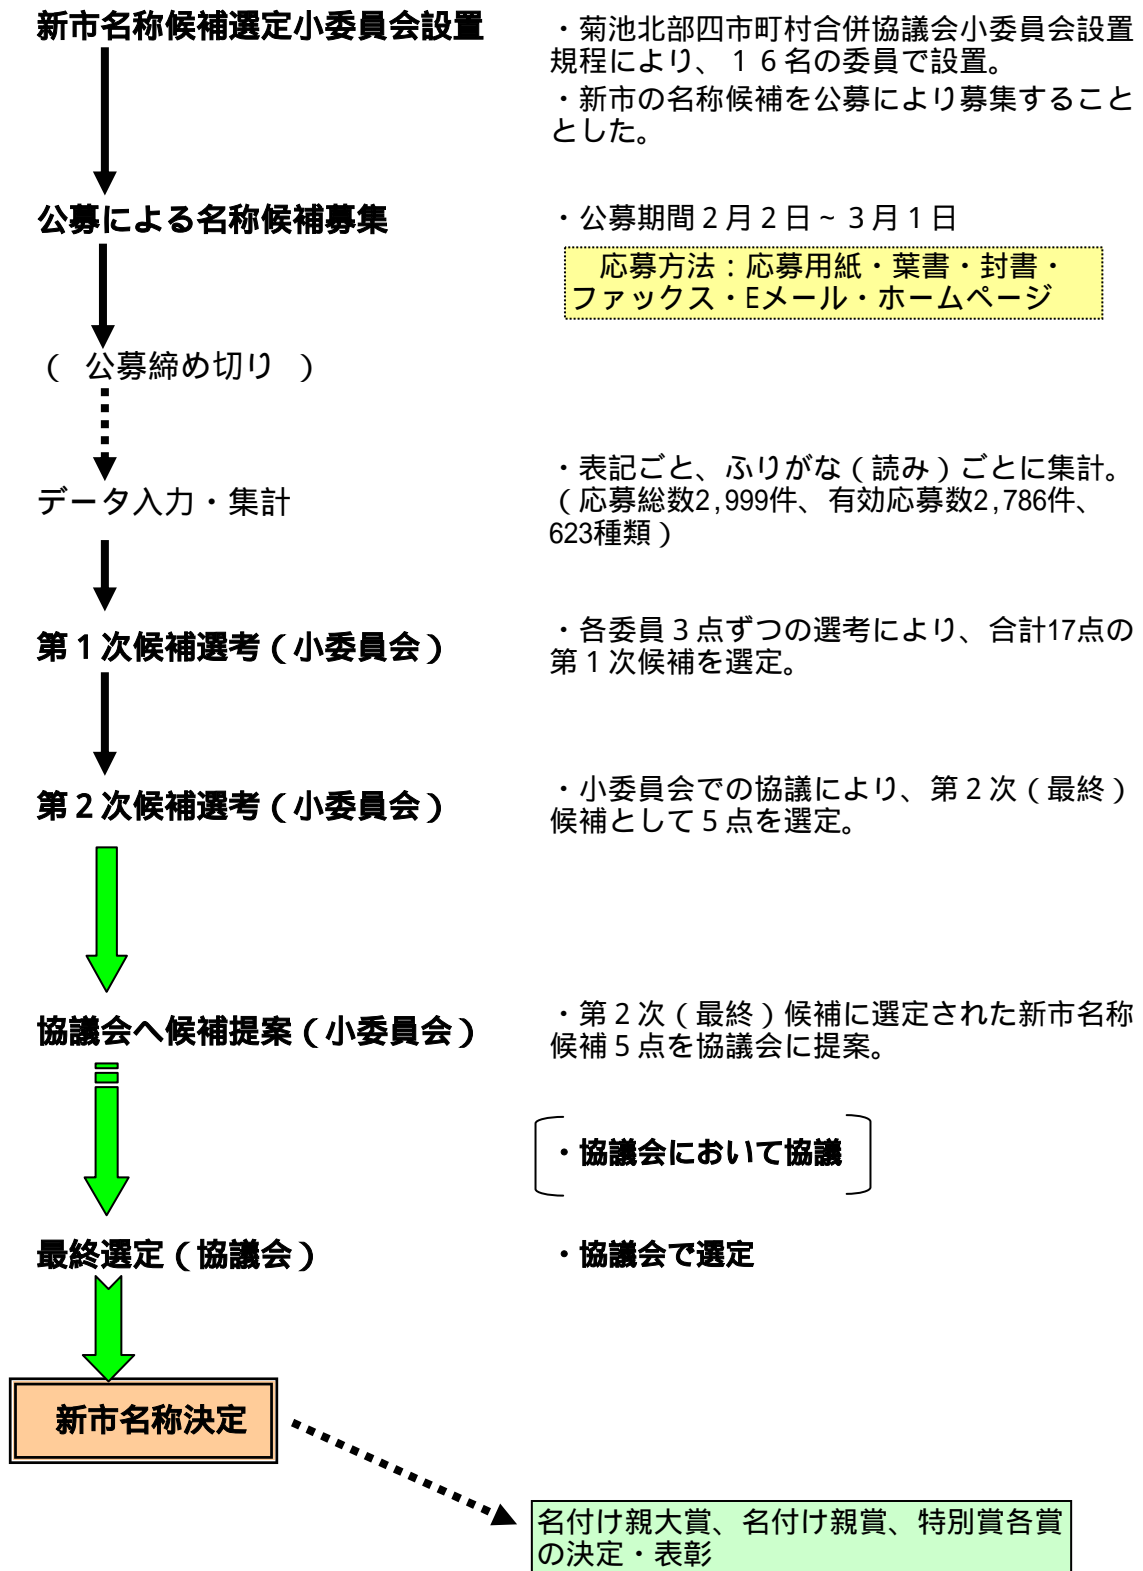 新市名称候補選定小委員会設置
・菊池北部四市町村合併協議会小委員会設置
規程により、１６名の委員で設置。
・新市の名称候補を公募により募集すること
とした。
公募による名称候補募集
・公募期間２月２日～３月１日
応募方法：応募用紙・葉書・封書・
ファックス・Eメール・ホームページ
（ 公募締め切り ）
データ入力・集計
・表記ごと、ふりがな（読み）ごとに集計。
（応募総数2,999件、有効応募数2,786件、
623種類）
第１次候補選考（小委員会）
・各委員３点ずつの選考により、合計17点の
第１次候補を選定。
第２次候補選考（小委員会）
・小委員会での協議により、第２次（最終）
候補として５点を選定。
協議会へ候補提案（小委員会）
・第２次（最終）候補に選定された新市名称
候補５点を協議会に提案。
・協議会において協議
最終選定（協議会）
・協議会で選定
新市名称決定
名付け親大賞、名付け親賞、特別賞各賞
の決定・表彰